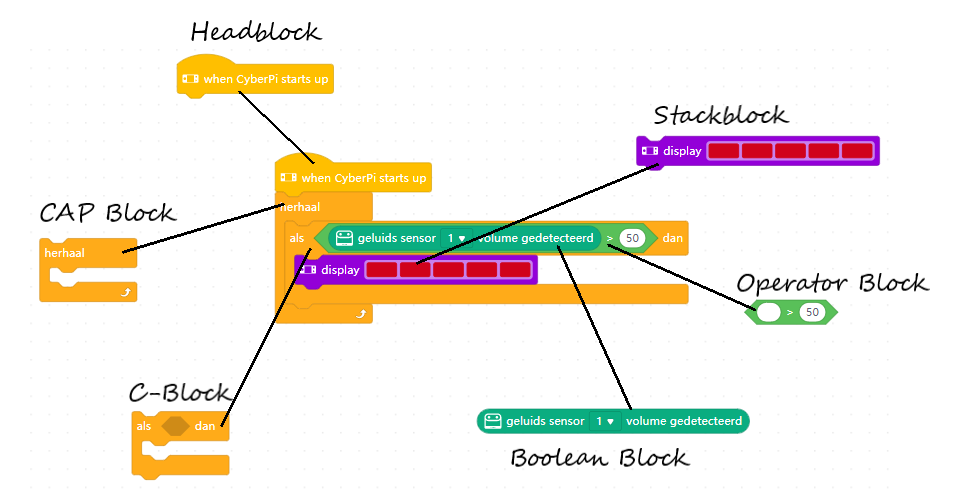 Headblock
when CyberPi starts up
Stackblock
display
when CyberPi starts up
CAP Block
herhaal
herhaal
als geluids sensor 1 volume gedetecteerd > 50 dan
display
Operator Block
> 50
C-Block
als dan
geluids sensor 1 volume gedetecteerd
Boolean Block